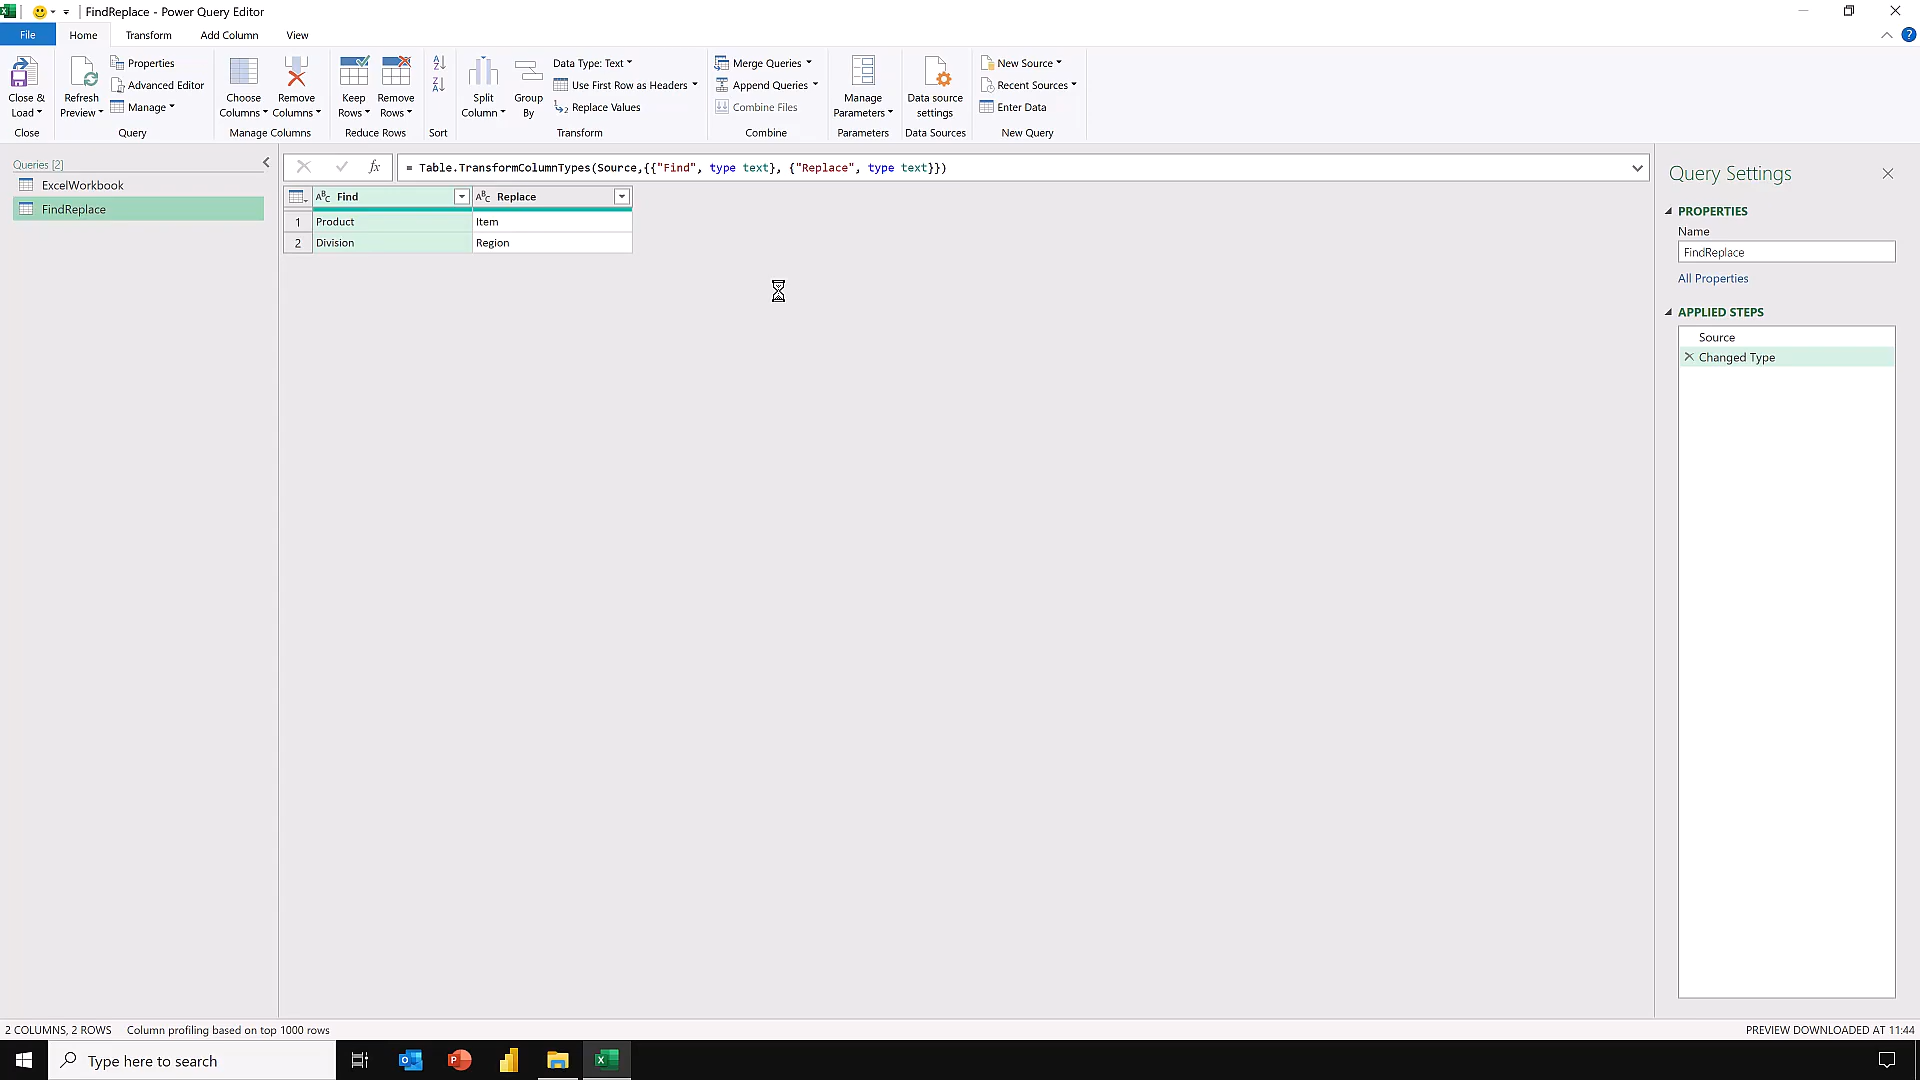 FindReplace - Power Query Editor
File Home Transform Add Column View
Close & Load
Close
Refresh Preview
Properties
Advanced Editor
Manage
Query
Choose Columns
Remove Columns
Manage Columns
Keep Rows
Remove Rows
Reduce Rows
Sort
Split Column
Group By
Data Type: Text
Use First Row as Headers
Replace Values
Transform
Merge Queries
Append Queries
Combine Files
Combine
Manage Parameters
Parameters
Data source settings
Data Sources
New Source
Recent Sources
Enter Data
New Query
Queries [2]
ExcelWorkbook
FindReplace
fx
= Table.TransformColumnTypes(Source,{{"Find", type text}, {"Replace", type text}})
ABC Find ABC Replace
1 Product Item
2 Division Region
Query Settings
PROPERTIES
Name
FindReplace
All Properties
APPLIED STEPS
Source
Changed Type
2 COLUMNS, 2 ROWS Column profiling based on top 1000 rows
PREVIEW DOWNLOADED AT 11:44
Type here to search